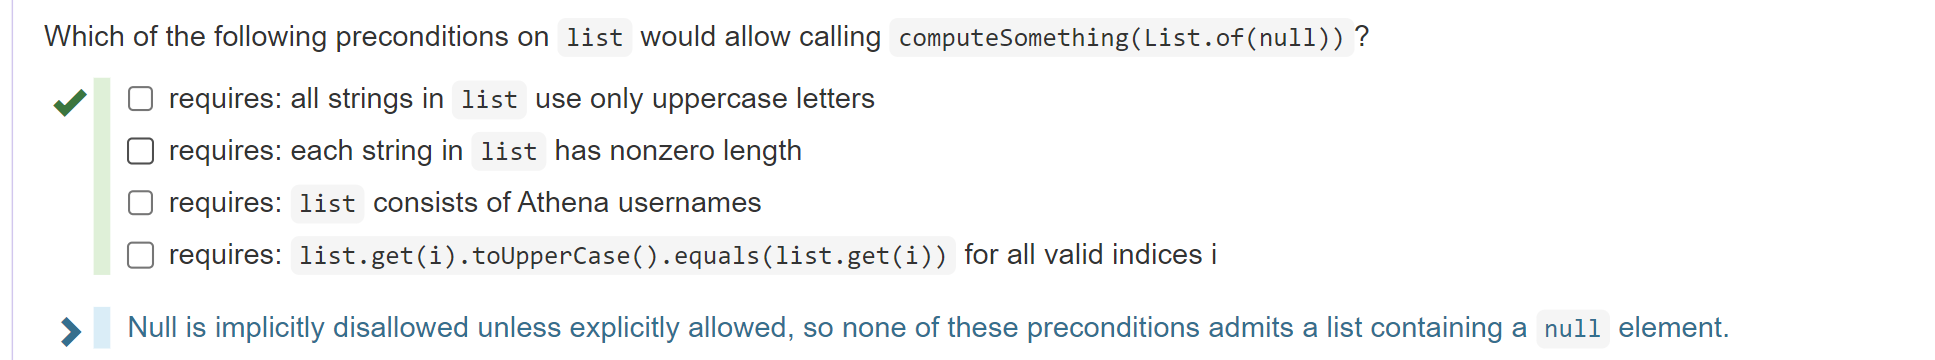 Which of the following preconditions on list would allow calling computeSomething(List.of(null))?
requires: all strings in list use only uppercase letters
requires: each string in list has nonzero length
requires: list consists of Athena usernames
requires: list.get(i).toUpperCase().equals(list.get(i)) for all valid indices i
Null is implicitly disallowed unless explicitly allowed, so none of these preconditions admits a list containing a null element.